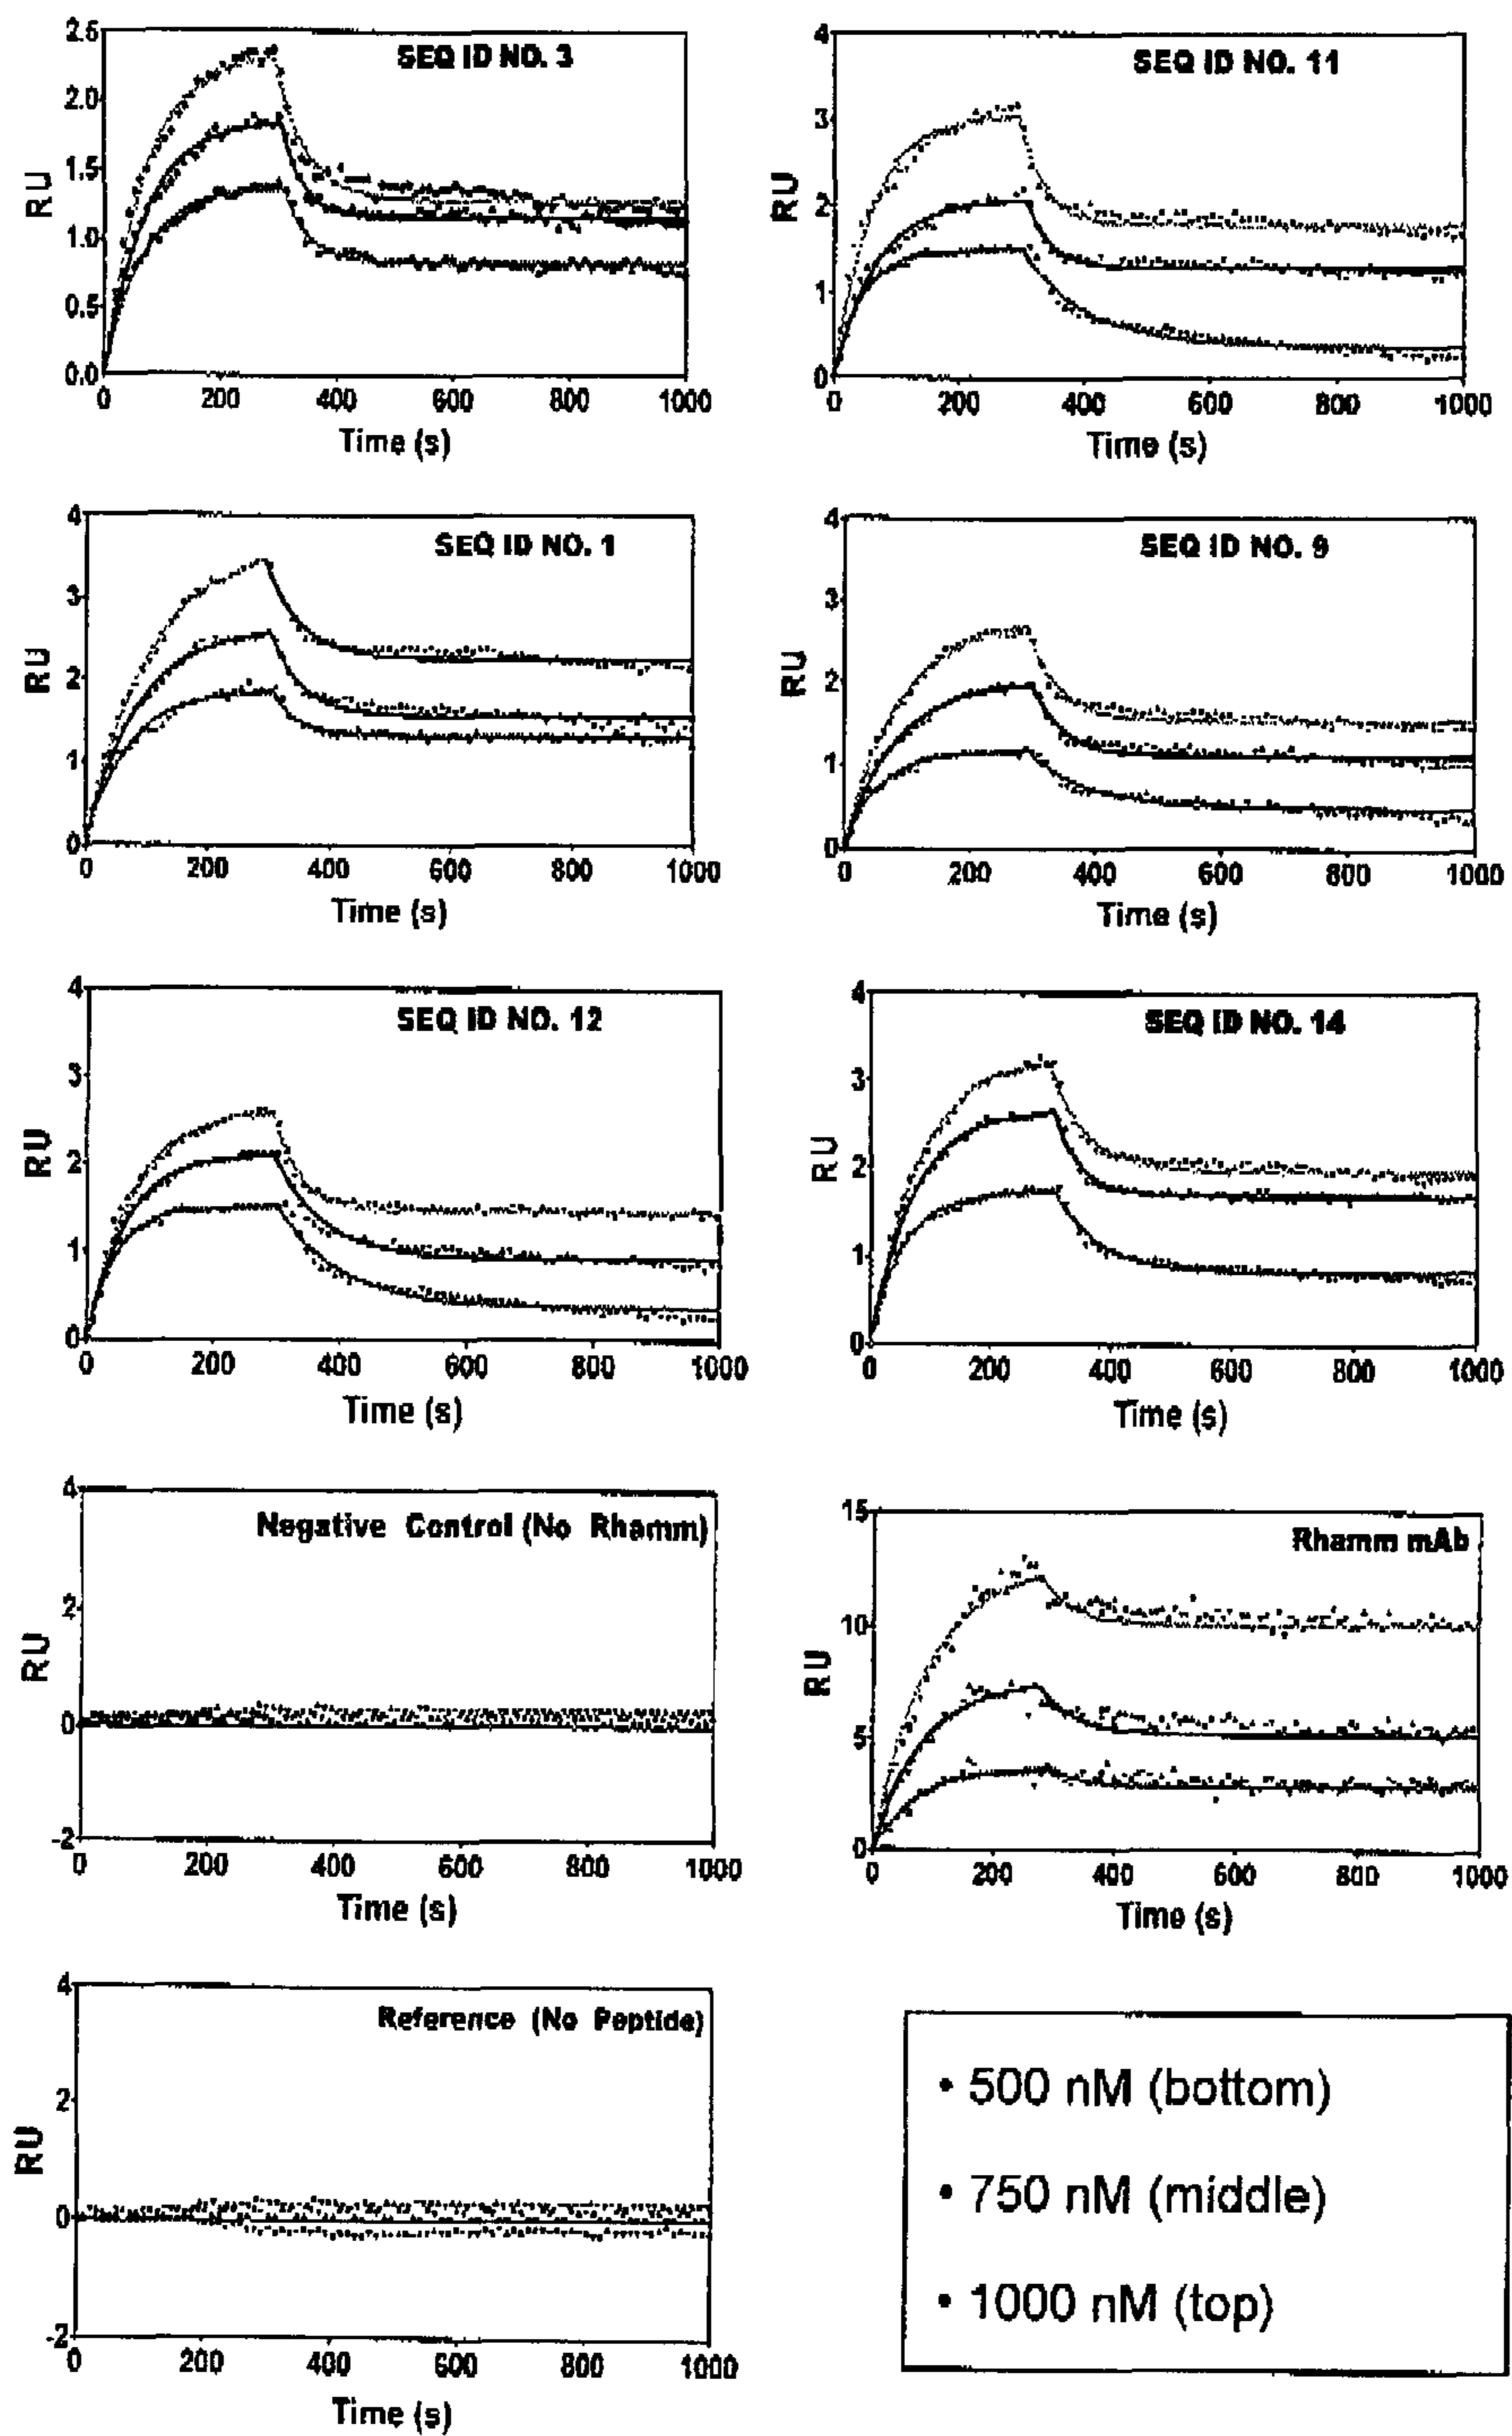 SEQ ID NO. 3
RU
2.5
2.0
1.5
1.0
0.5
0.0
0 200 400 600 800 1000
Time (s)
SEQ ID NO. 11
RU
4
3
2
1
0
0 200 400 600 800 1000
Time (s)
SEQ ID NO. 1
RU
4
3
2
1
0
0 200 400 600 800 1000
Time (s)
SEQ ID NO. 9
RU
4
3
2
1
0
0 200 400 600 800 1000
Time (s)
SEQ ID NO. 12
RU
4
3
2
1
0
0 200 400 600 800 1000
Time (s)
SEQ ID NO. 14
RU
4
3
2
1
0
0 200 400 600 800 1000
Time (s)
Negative Control (No Rhamm)
RU
4
2
0
-2
0 200 400 600 800 1000
Time (s)
Rhamm mAb
RU
15
10
5
0
0 200 400 600 800 1000
Time (s)
Reference (No Peptide)
RU
4
2
0
-2
0 200 400 600 800 1000
Time (s)
• 500 nM (bottom)
• 750 nM (middle)
• 1000 nM (top)